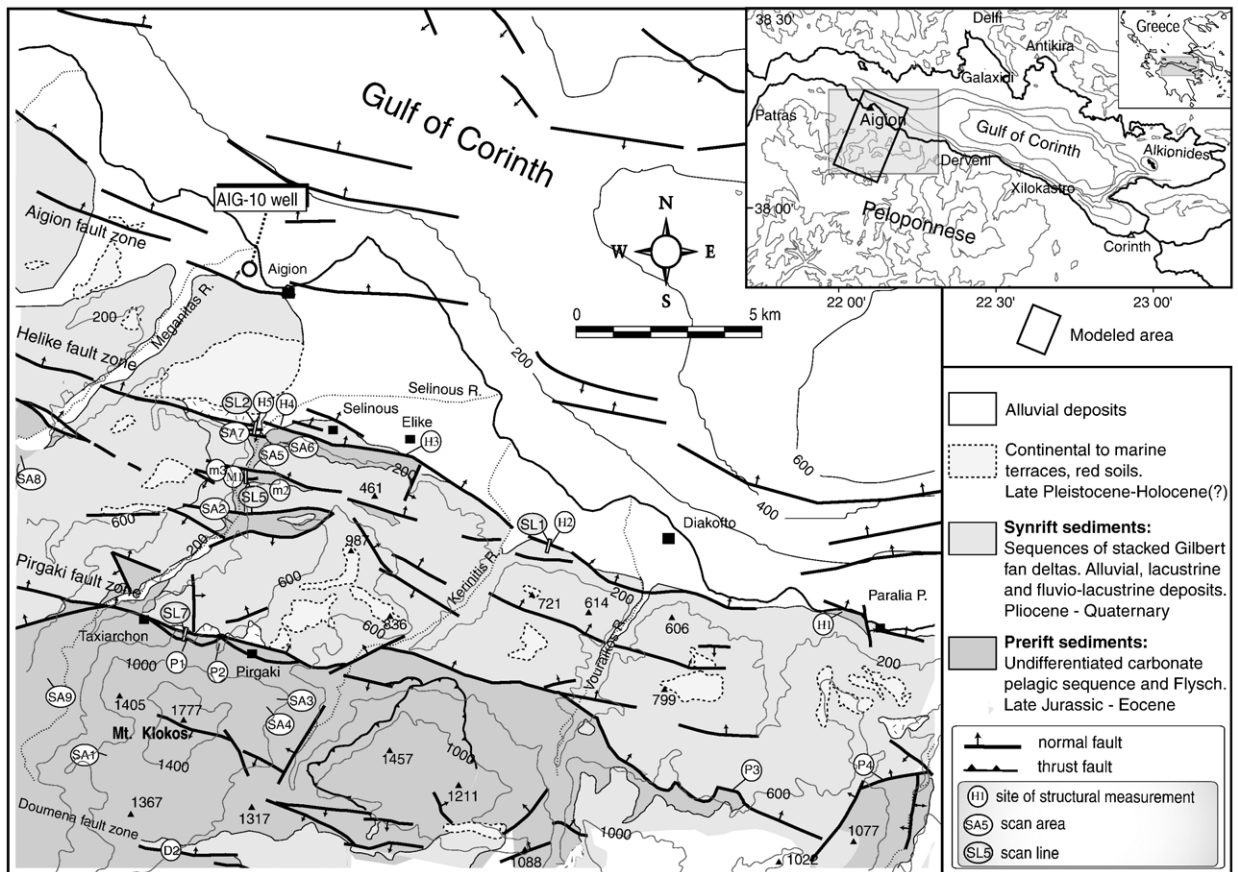 Gulf of Corinth
AIG-10 well
Aigion fault zone
Aigion
Meganitas R.
200
Helike fault zone
N
W E
S
0 5 km
200
Selinous R.
SL2
H5
H4
Selinous
Elike
SA7
SA5
SA6
H3
200
SA8
m3
M1
SL5
m2
461
SA2
600
200
600
400
SL1
H2
Diakofto
987
Pirgaki fault zone
600
Kerinitis R.
Paralia P.
SL7
Taxiarchon
836
600
721
614
200
606
H1
200
P1
P2
Pirgaki
1000
Vouraikos R.
799
SA9
1405
1777
SA3
SA4
Mt. Klokos
SA1
1400
1457
1000
1211
P3
P4
600
1367
1317
Doumena fault zone
D2
1088
1000
1077
1022
38 30'
Delfi
Antikira
Greece
Galaxidi
Patras
Aigion
Gulf of Corinth
Alkionides
Derveni
Xilokastro
38 00'
Peloponnese
Corinth
22 00'
22 30'
23 00'
Modeled area
Alluvial deposits
Continental to marine
terraces, red soils.
Late Pleistocene-Holocene(?)
Synrift sediments:
Sequences of stacked Gilbert
fan deltas. Alluvial, lacustrine
and fluvio-lacustrine deposits.
Pliocene - Quaternary
Prerift sediments:
Undifferentiated carbonate
pelagic sequence and Flysch.
Late Jurassic - Eocene
normal fault
thrust fault
H1 site of structural measurement
SA5 scan area
SL5 scan line